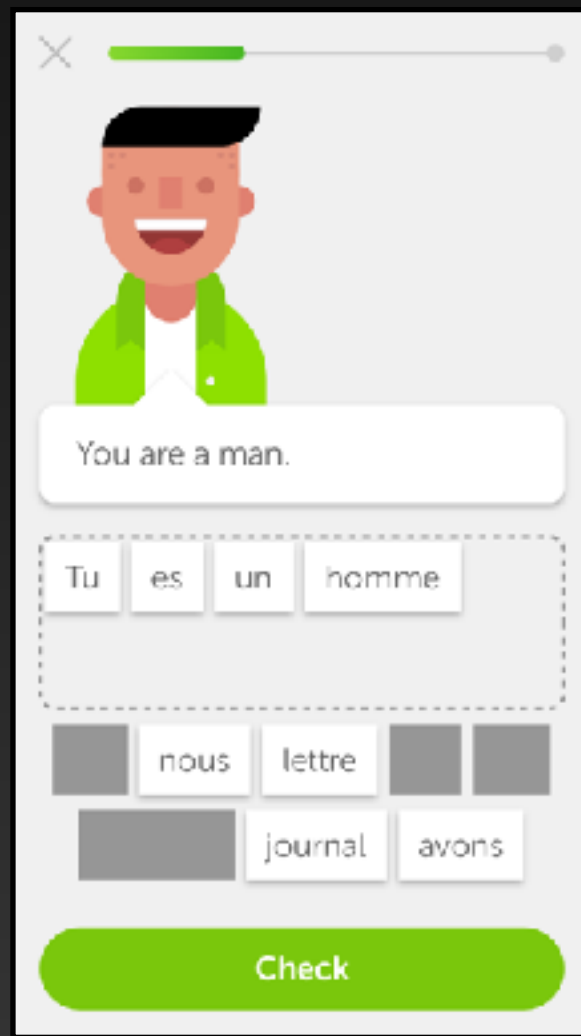 You are a man.
Tu es un homme
nous lettre
journal avons
Check